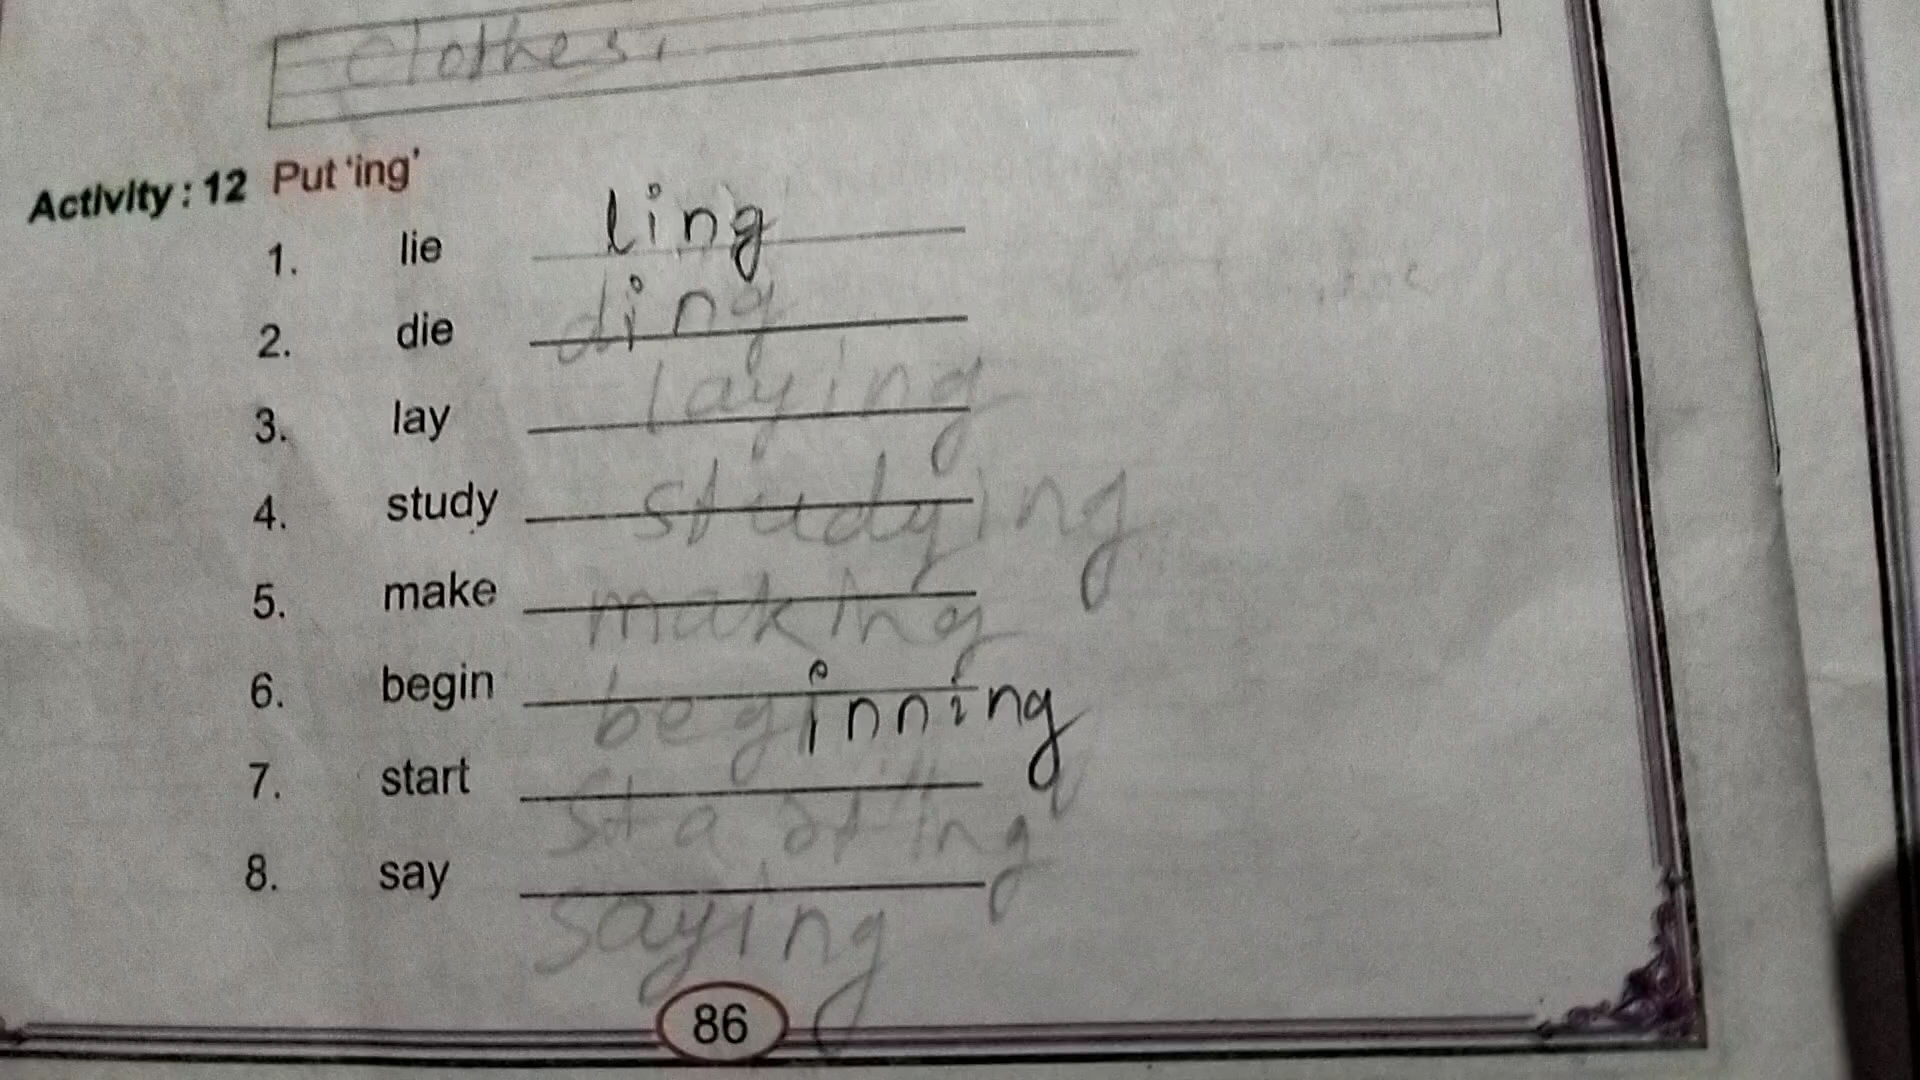 clothes.
Activity : 12 Put 'ing'
1. lie ling
2. die ding
3. lay laying
4. study studying
5. make making
6. begin beginning
7. start starting
8. say saying
86